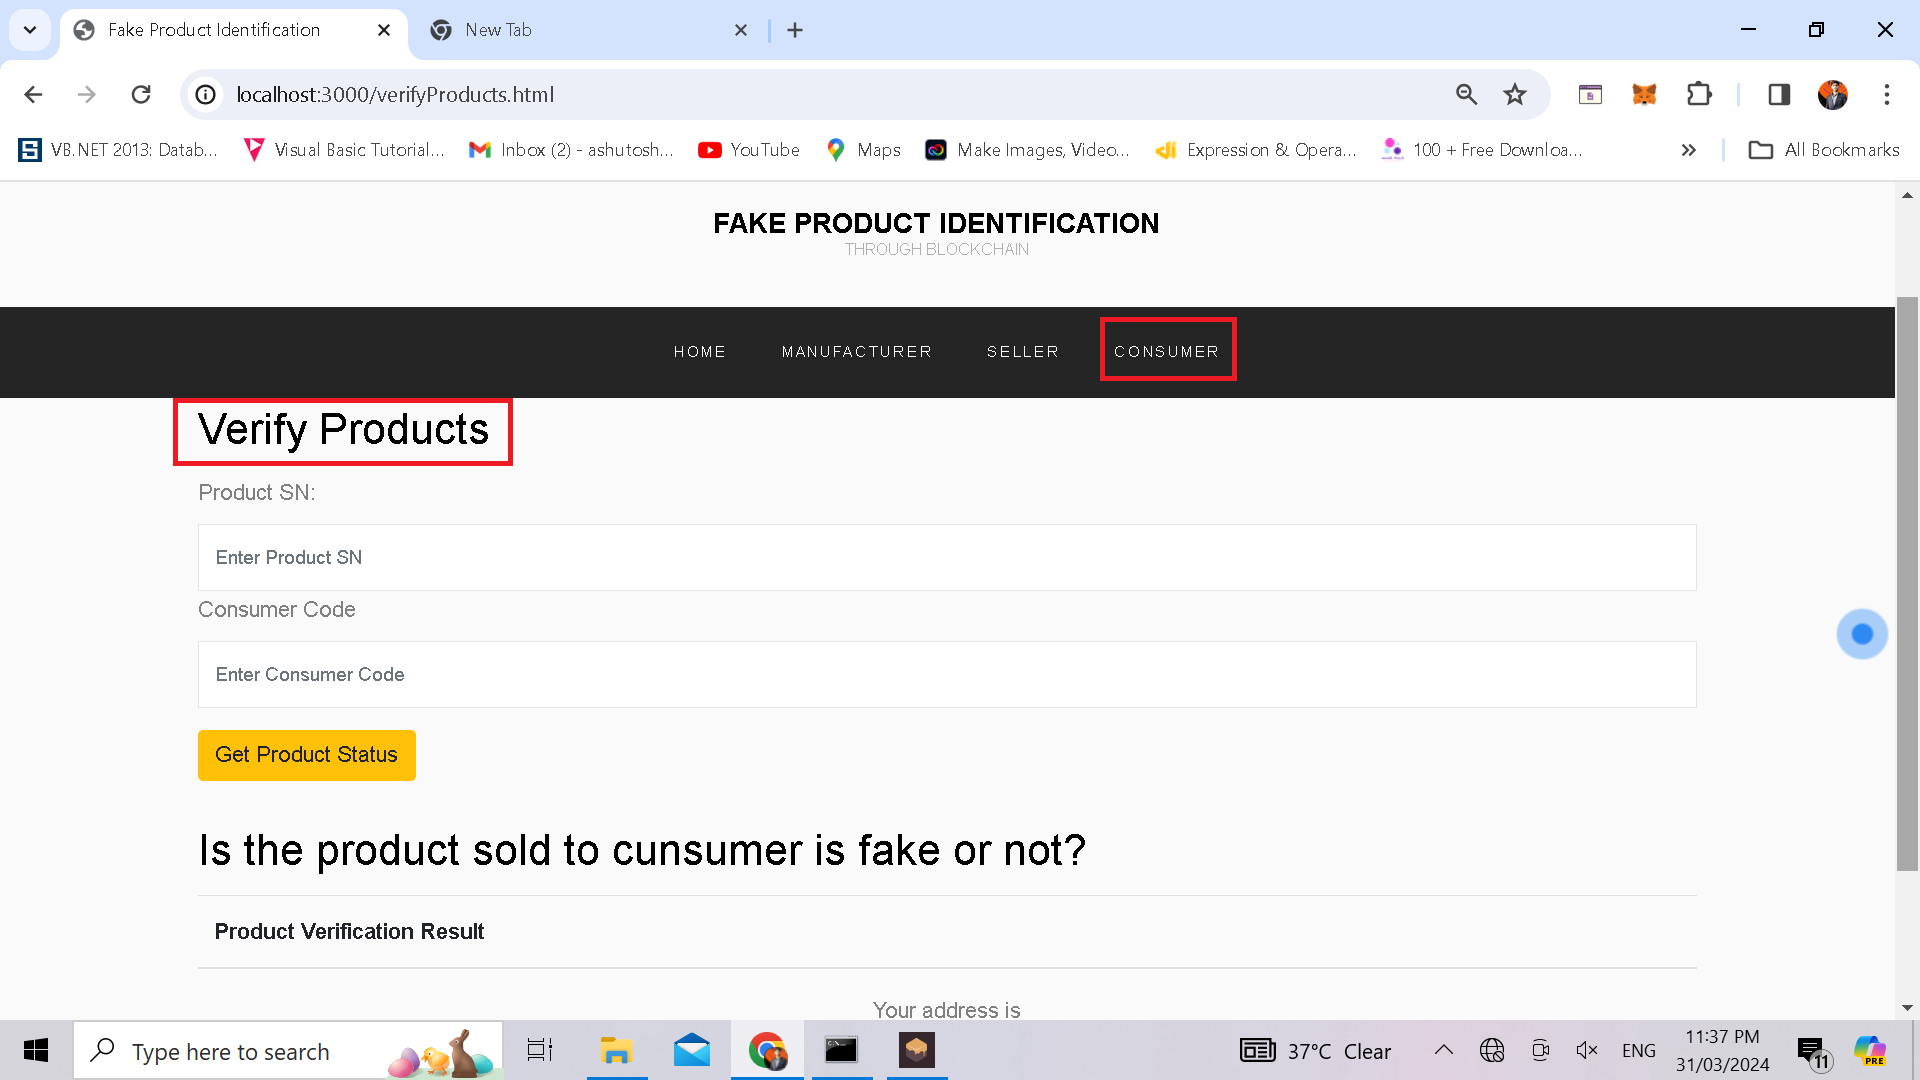 Fake Product Identification
New Tab
localhost:3000/verifyProducts.html
VB.NET 2013: Datab...
Visual Basic Tutorial...
Inbox (2) - ashutosh...
YouTube
Maps
Make Images, Video...
Expression & Opera...
100 + Free Downloa...
All Bookmarks
FAKE PRODUCT IDENTIFICATION
THROUGH BLOCKCHAIN
HOME
MANUFACTURER
SELLER
CONSUMER
Verify Products
Product SN:
Enter Product SN
Consumer Code
Enter Consumer Code
Get Product Status
Is the product sold to cunsumer is fake or not?
Product Verification Result
Your address is
Type here to search
37°C Clear
ENG
11:37 PM
31/03/2024
11
PRE